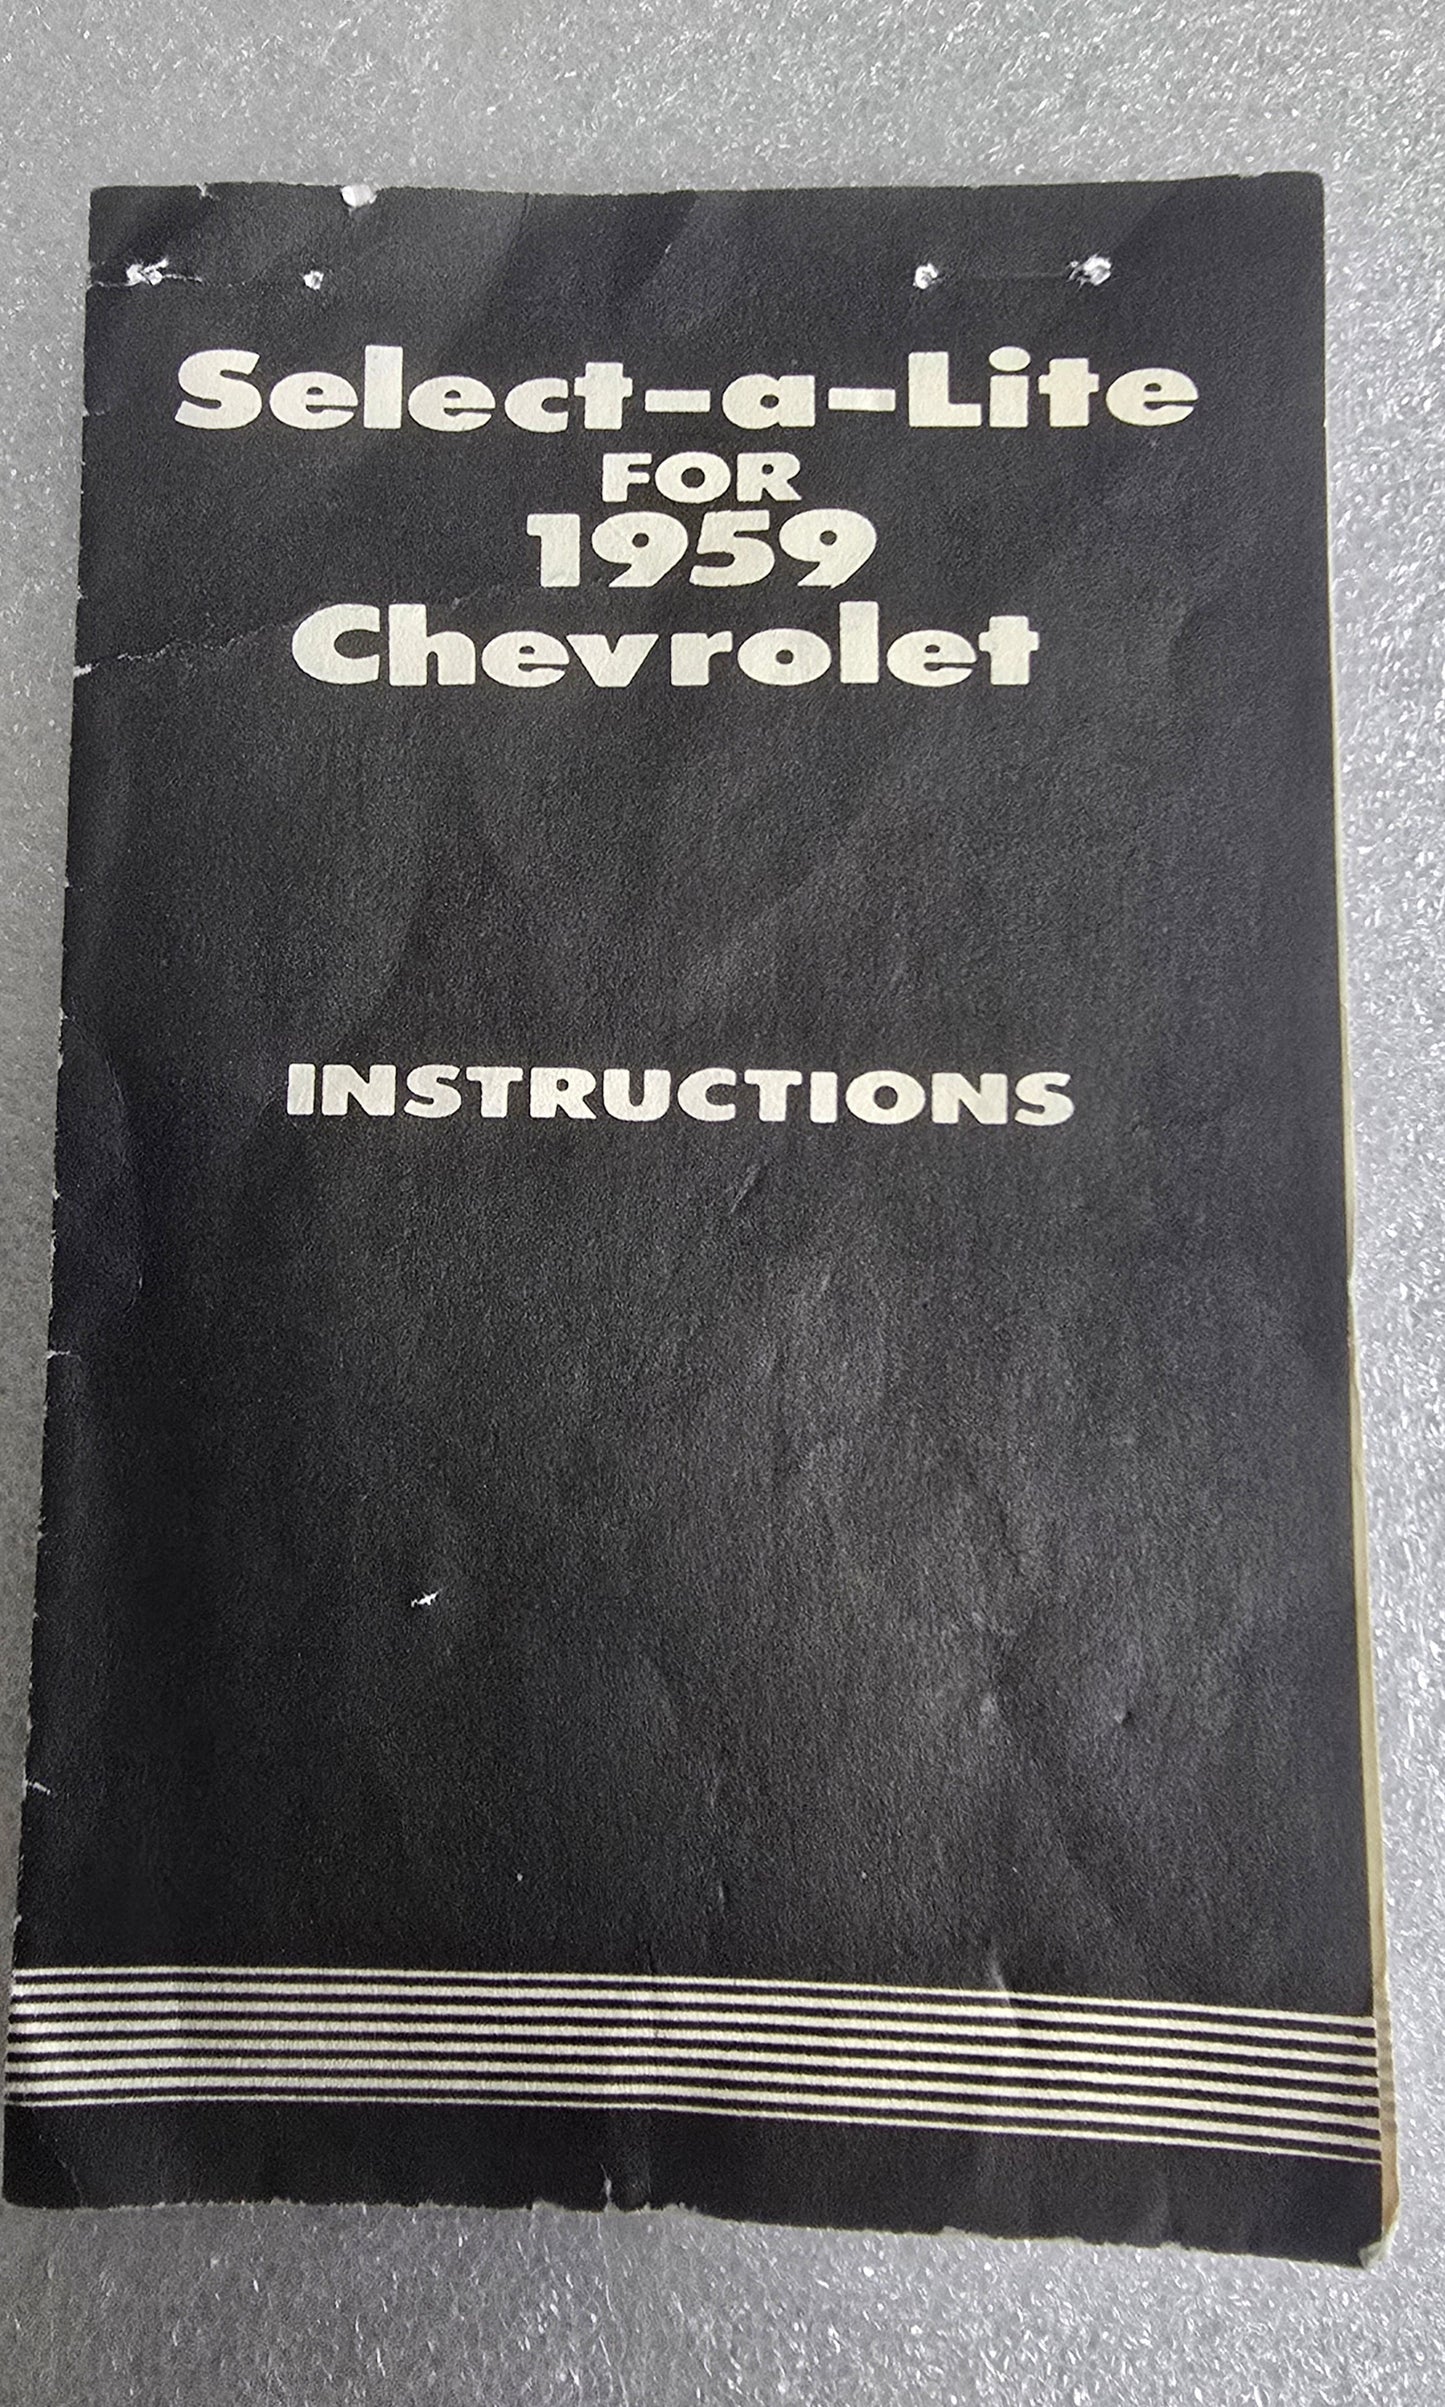 Select-a-Lite
FOR
1959
Chevrolet
INSTRUCTIONS